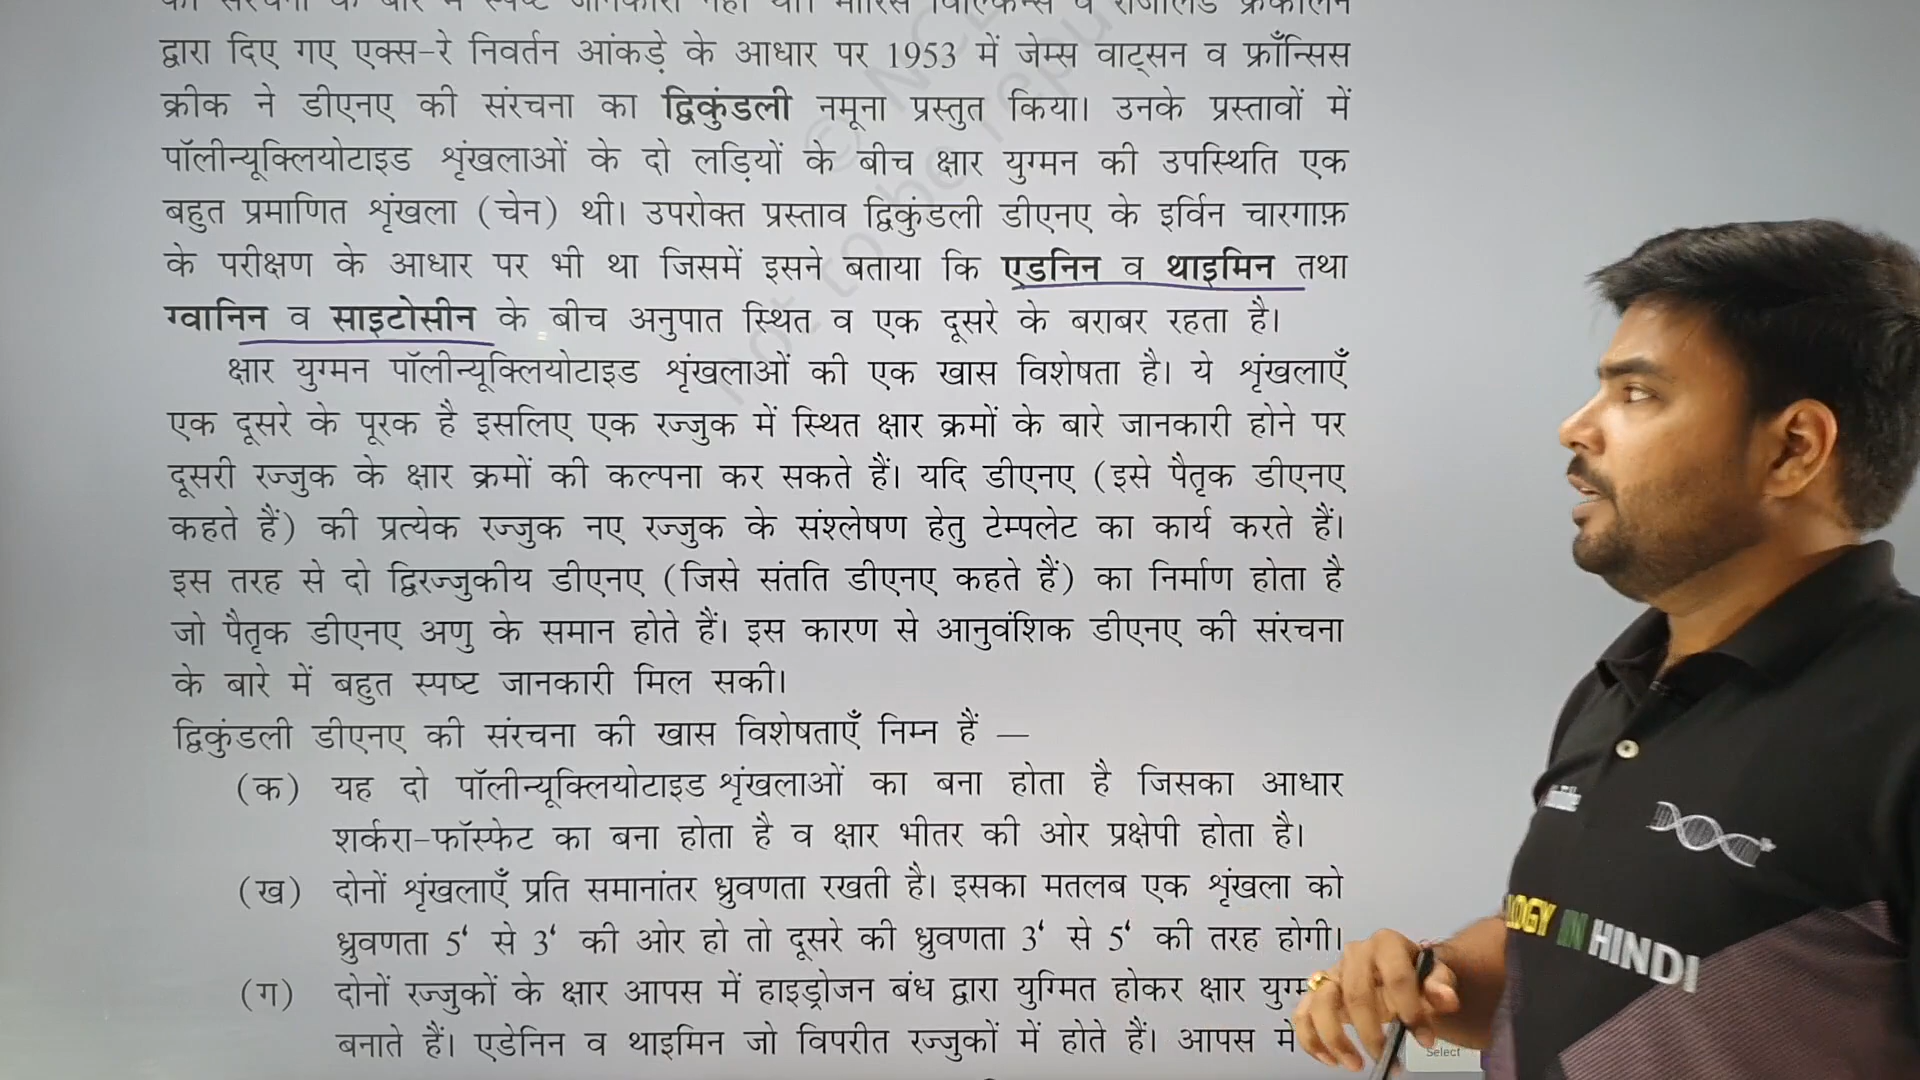 द्वारा दिए गए एक्स-रे निवर्तन आंकड़े के आधार पर 1953 में जेम्स वाट्सन व फ्राँन्सिस
क्रीक ने डीएनए की संरचना का द्विकुंडली नमूना प्रस्तुत किया। उनके प्रस्तावों में
पॉलीन्यूक्लियोटाइड शृंखलाओं के दो लड़ियों के बीच क्षार युग्मन की उपस्थिति एक
बहुत प्रमाणित शृंखला (चेन) थी। उपरोक्त प्रस्ताव द्विकुंडली डीएनए के इर्विन चारगाफ़
के परीक्षण के आधार पर भी था जिसमें इसने बताया कि एडनिन व थाइमिन तथा
ग्वानिन व साइटोसीन के बीच अनुपात स्थित व एक दूसरे के बराबर रहता है।
क्षार युग्मन पॉलीन्यूक्लियोटाइड शृंखलाओं की एक खास विशेषता है। ये शृंखलाएँ
एक दूसरे के पूरक है इसलिए एक रज्जुक में स्थित क्षार क्रमों के बारे जानकारी होने पर
दूसरी रज्जुक के क्षार क्रमों की कल्पना कर सकते हैं। यदि डीएनए (इसे पैतृक डीएनए
कहते हैं) की प्रत्येक रज्जुक नए रज्जुक के संश्लेषण हेतु टेम्पलेट का कार्य करते हैं।
इस तरह से दो द्विरज्जुकीय डीएनए (जिसे संतति डीएनए कहते हैं) का निर्माण होता है
जो पैतृक डीएनए अणु के समान होते हैं। इस कारण से आनुवंशिक डीएनए की संरचना
के बारे में बहुत स्पष्ट जानकारी मिल सकी।
द्विकुंडली डीएनए की संरचना की खास विशेषताएँ निम्न हैं —
(क) यह दो पॉलीन्यूक्लियोटाइड शृंखलाओं का बना होता है जिसका आधार
शर्करा-फॉस्फेट का बना होता है व क्षार भीतर की ओर प्रक्षेपी होता है।
(ख) दोनों शृंखलाएँ प्रति समानांतर ध्रुवणता रखती है। इसका मतलब एक शृंखला को
ध्रुवणता 5‘ से 3‘ की ओर हो तो दूसरे की ध्रुवणता 3‘ से 5‘ की तरह होगी।
(ग) दोनों रज्जुकों के क्षार आपस में हाइड्रोजन बंध द्वारा युग्मित होकर क्षार
बनाते हैं। एडेनिन व थाइमिन जो विपरीत रज्जुकों में होते हैं। आपस में
Select
IN HINDI